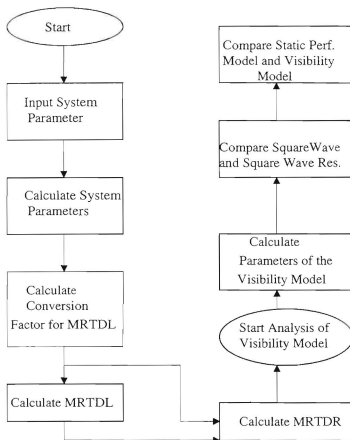 Start
Input System
Parameter
Calculate System
Parameters
Calculate
Conversion
Factor for MRTDL
Calculate MRTDL
Calculate MRTDR
Start Analysis of
Visibility Model
Calculate
Parameters of the
Visibility Model
Compare SquareWave
and Square Wave Res.
Compare Static Perf.
Model and Visibility
Model